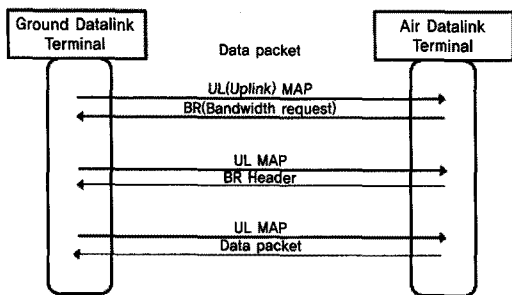 Ground Datalink
Terminal
Data packet
Air Datalink
Terminal
UL(Uplink) MAP
BR(Bandwidth request)
UL MAP
BR Header
UL MAP
Data packet